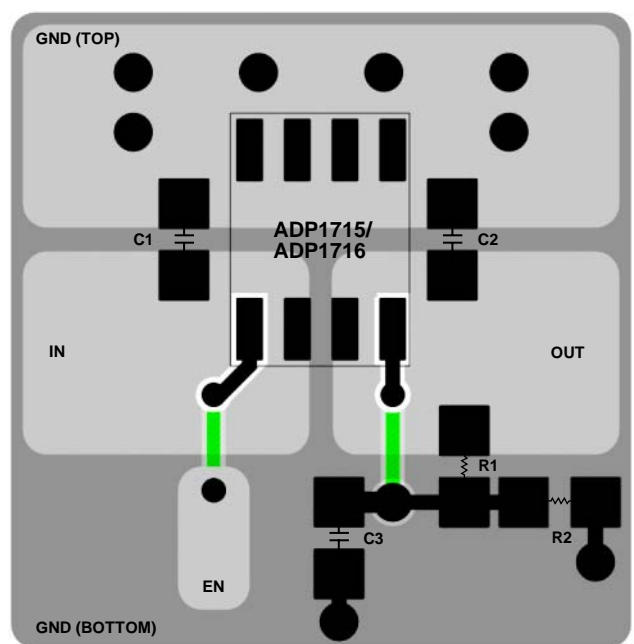 GND (TOP)
ADP1715/
ADP1716
C1
C2
IN
OUT
R1
R2
C3
EN
GND (BOTTOM)